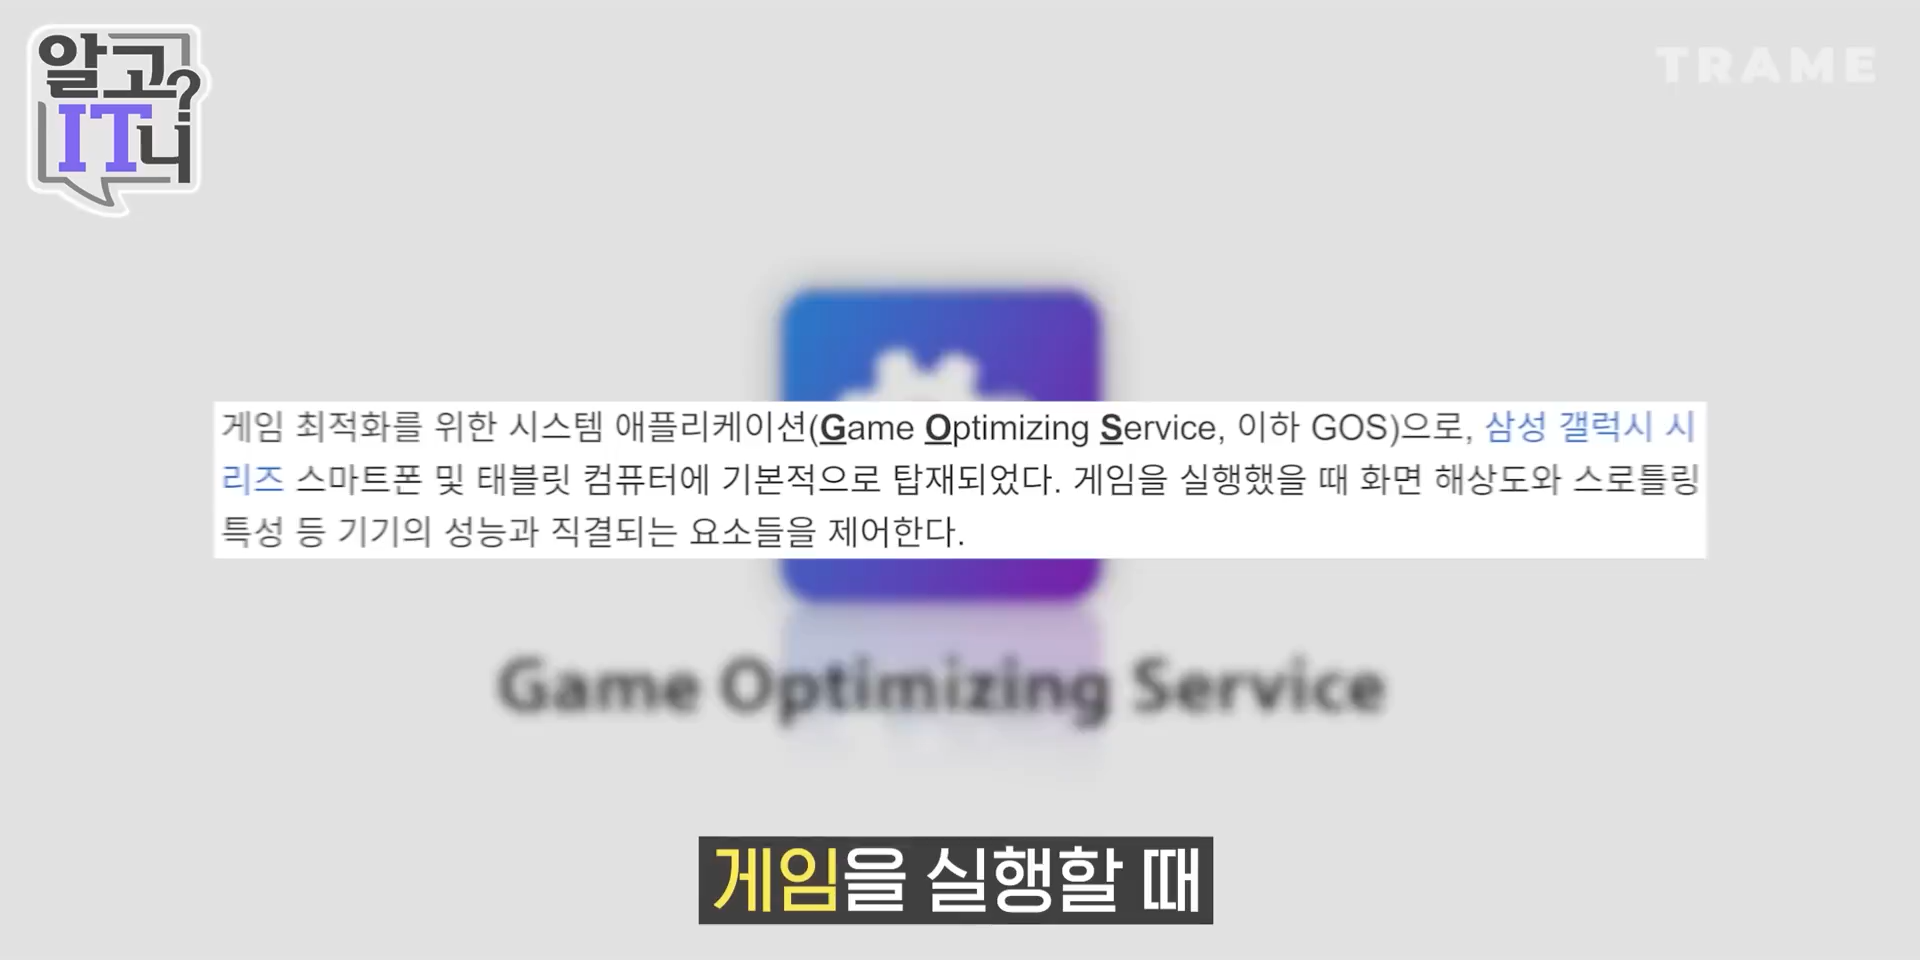 알고?
IT니
TRAME
게임 최적화를 위한 시스템 애플리케이션(Game Optimizing Service, 이하 GOS)으로, 삼성 갤럭시 시
리즈 스마트폰 및 태블릿 컴퓨터에 기본적으로 탑재되었다. 게임을 실행했을 때 화면 해상도와 스로틀링
특성 등 기기의 성능과 직결되는 요소들을 제어한다.
Game Optimizing Service
게임을 실행할 때